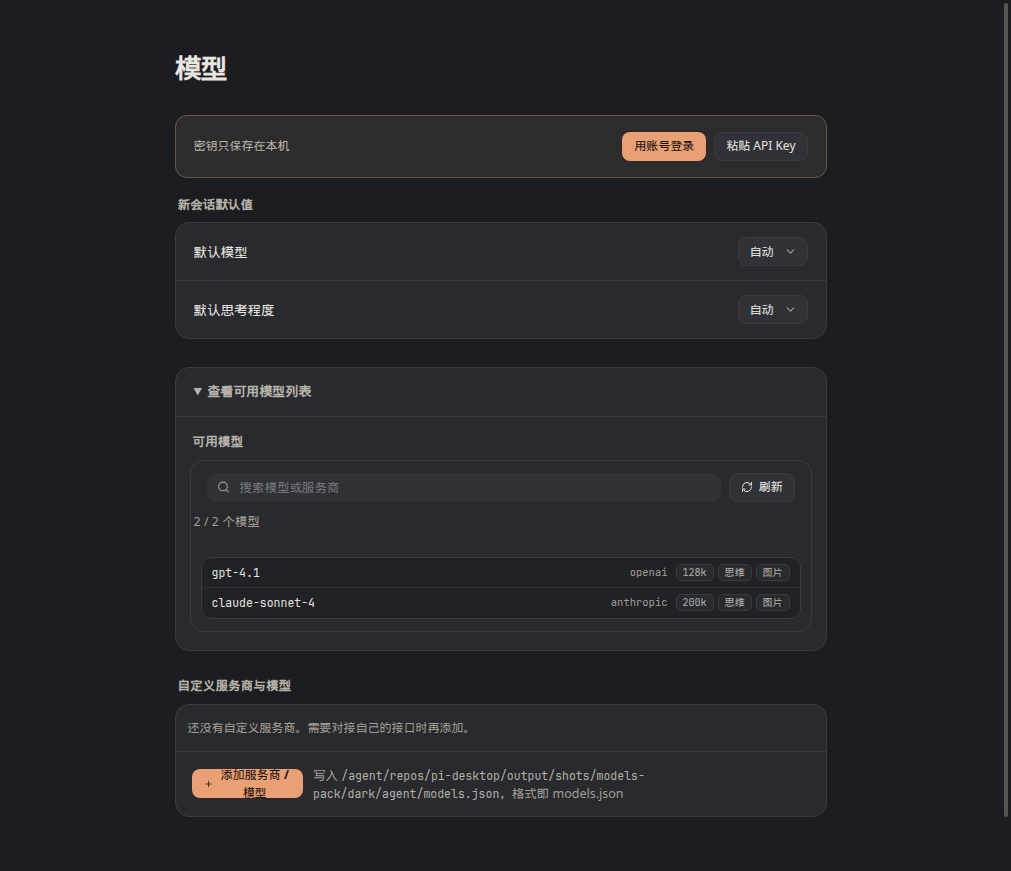 模型
密钥只保存在本机
用账号登录
粘贴 API Key
新会话默认值
默认模型
自动
默认思考程度
自动
▼ 查看可用模型列表
可用模型
搜索模型或服务商
刷新
2 / 2 个模型
gpt-4.1
openai 128k 思维 图片
claude-sonnet-4
anthropic 200k 思维 图片
自定义服务商与模型
还没有自定义服务商。需要对接自己的接口时再添加。
+ 添加服务商 /
模型
写入 /agent/repos/pi-desktop/output/shots/models-
pack/dark/agent/models.json，格式即 models.json